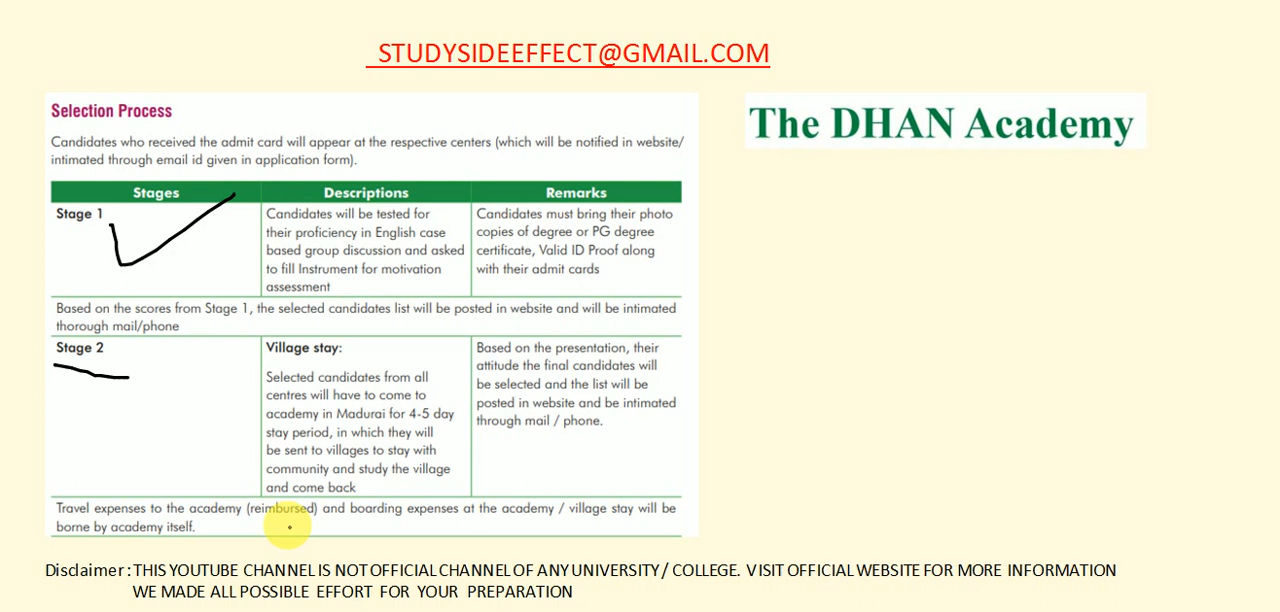 STUDYSIDEEFFECT@GMAIL.COM
The DHAN Academy
Selection Process
Candidates who received the admit card will appear at the respective centers (which will be notified in website/
intimated through email id given in application form).
Stages Descriptions Remarks
Stage 1
Candidates will be tested for
their proficiency in English case
based group discussion and asked
to fill Instrument for motivation
assessment
Candidates must bring their photo
copies of degree or PG degree
certificate, Valid ID Proof along
with their admit cards
Based on the scores from Stage 1, the selected candidates list will be posted in website and will be intimated
thorough mail/phone
Stage 2
Village stay:
Selected candidates from all
centres will have to come to
academy in Madurai for 4-5 day
stay period, in which they will
be sent to villages to stay with
community and study the village
and come back
Based on the presentation, their
attitude the final candidates will
be selected and the list will be
posted in website and be intimated
through mail / phone.
Travel expenses to the academy (reimbursed) and boarding expenses at the academy / village stay will be
borne by academy itself.
Disclaimer : THIS YOUTUBE CHANNEL IS NOT OFFICIAL CHANNEL OF ANY UNIVERSITY / COLLEGE. VISIT OFFICIAL WEBSITE FOR MORE INFORMATION
WE MADE ALL POSSIBLE EFFORT FOR YOUR PREPARATION